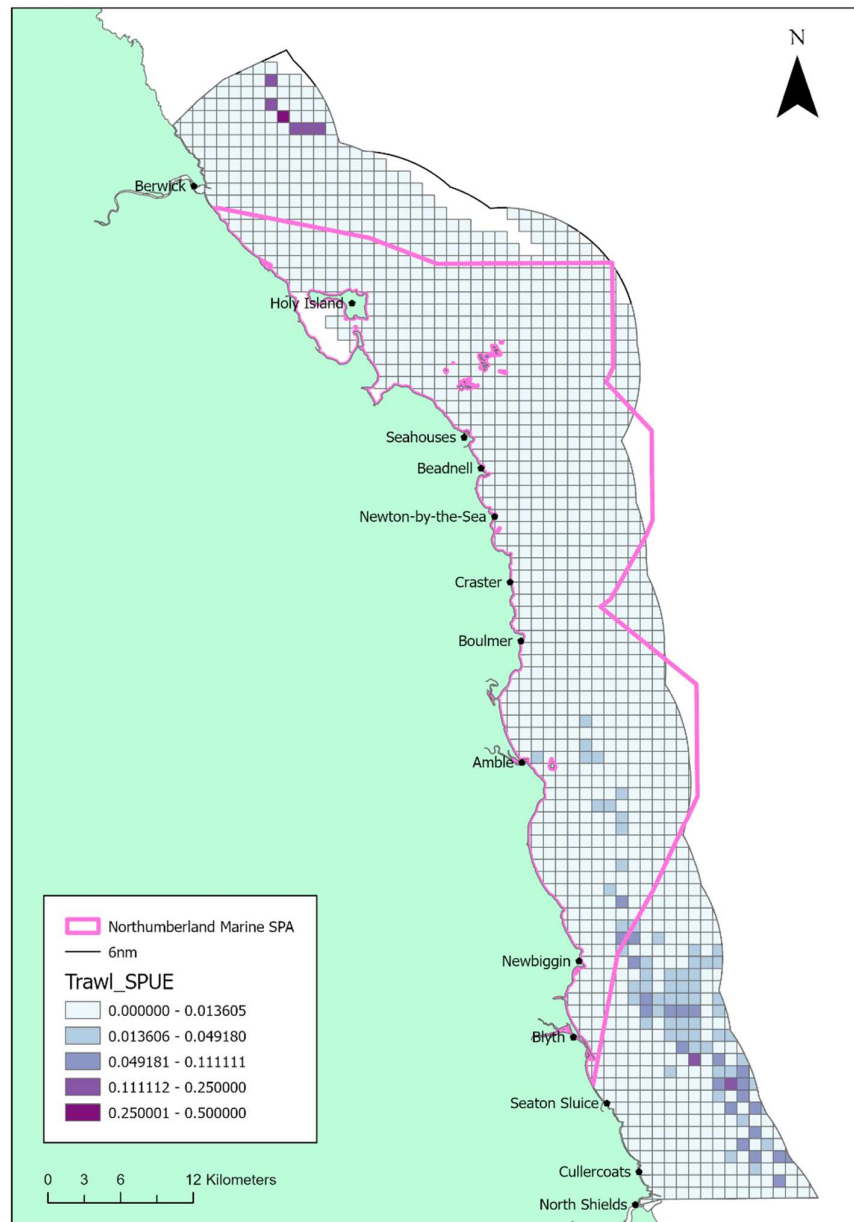 N
Berwick
Holy Island
Seahouses
Beadnell
Newton-by-the-Sea
Craster
Boulmer
Amble
Newbiggin
Blyth
Seaton Sluice
Cullercoats
North Shields
Northumberland Marine SPA
6nm
Trawl_SPUE
0.000000 - 0.013605
0.013606 - 0.049180
0.049181 - 0.111111
0.111112 - 0.250000
0.250001 - 0.500000
0 3 6 12 Kilometers